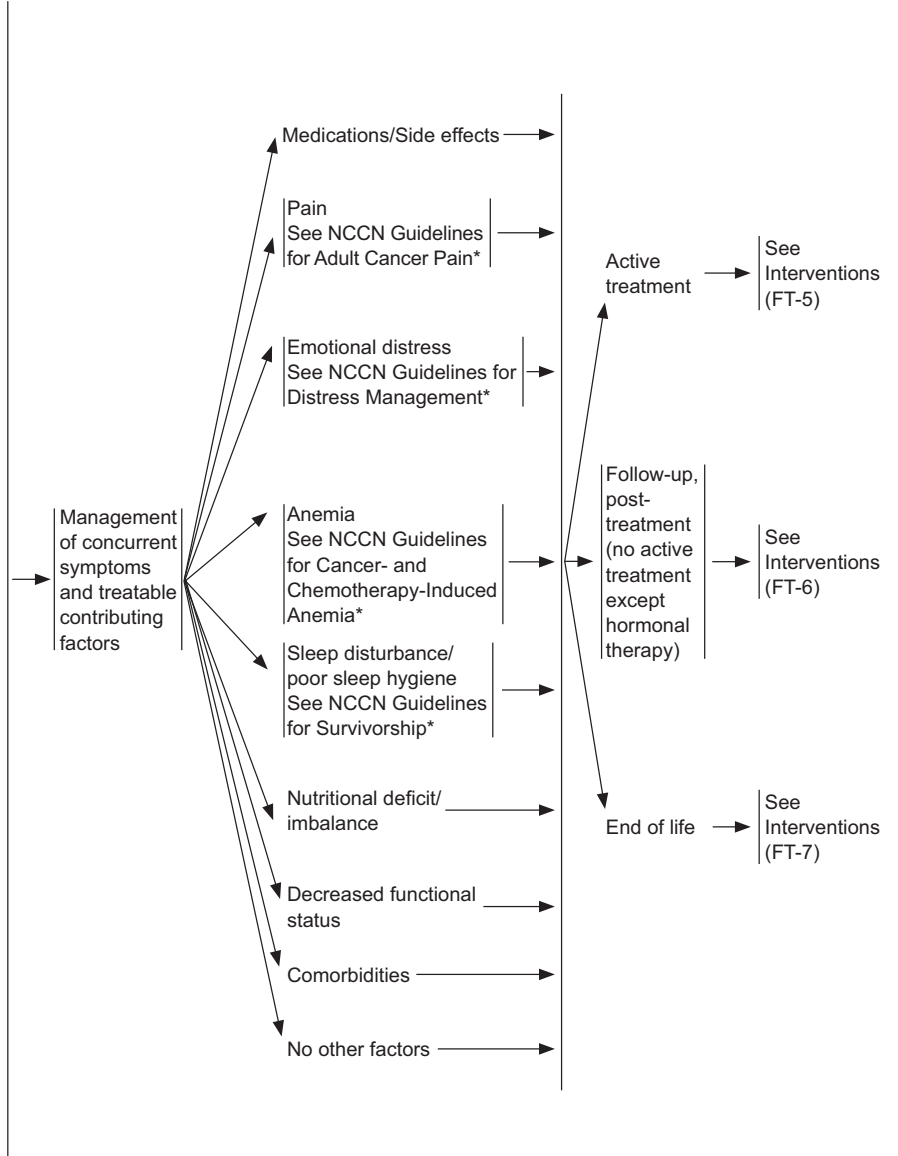 Management
of concurrent
symptoms
and treatable
contributing
factors
Medications/Side effects
Pain
See NCCN Guidelines
for Adult Cancer Pain*
Emotional distress
See NCCN Guidelines for
Distress Management*
Anemia
See NCCN Guidelines
for Cancer- and
Chemotherapy-Induced
Anemia*
Sleep disturbance/
poor sleep hygiene
See NCCN Guidelines
for Survivorship*
Nutritional deficit/
imbalance
Decreased functional
status
Comorbidities
No other factors
Active
treatment
See
Interventions
(FT-5)
Follow-up,
post-
treatment
(no active
treatment
except
hormonal
therapy)
See
Interventions
(FT-6)
End of life
See
Interventions
(FT-7)